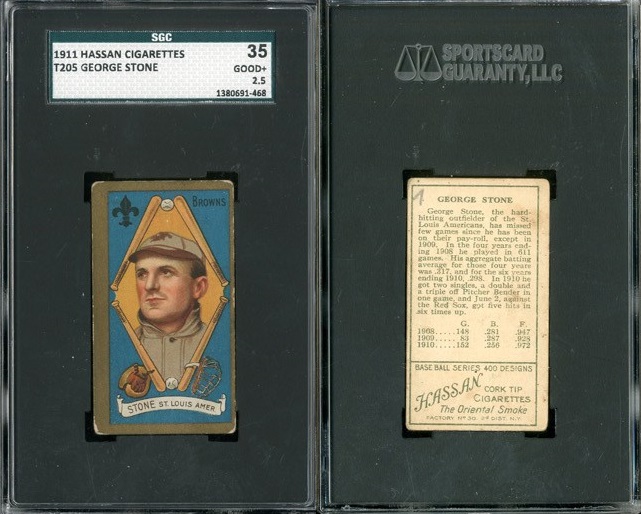 SGC
1911 HASSAN CIGARETTES 35
T205 GEORGE STONE GOOD+
2.5
1380691-468
BROWNS
STONE ST. LOUIS AMER
SPORTSCARD
GUARANTY, LLC
7
GEORGE STONE
George Stone, the hard-
hitting outfielder of the St.
Louis Americans, has missed
few games since he has been
on their pay-roll, except in
1909. In the four years end-
ing 1908 he played in 611
games. His aggregate batting
average for those four years
was .317, and for the six years
ending 1910, .298. In 1910 he
got two singles, a double and
a triple off Pitcher Bender in
one game, and June 2, against
the Red Sox, got five hits in
six times up.
G. B. F.
1908.....148 .281 .947
1909..... 83 .287 .928
1910.....152 .256 .972
BASE BALL SERIES 400 DESIGNS
HASSAN
CORK TIP
CIGARETTES
The Oriental Smoke
FACTORY Nº 30, 2ᴰ DIST. N.Y.